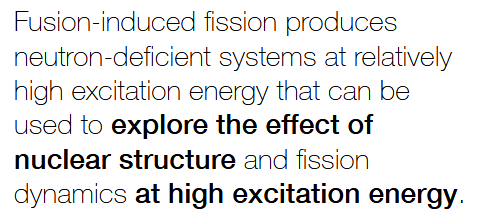 Fusion-induced fission produces
neutron-deficient systems at relatively
high excitation energy that can be
used to explore the effect of
nuclear structure and fission
dynamics at high excitation energy.